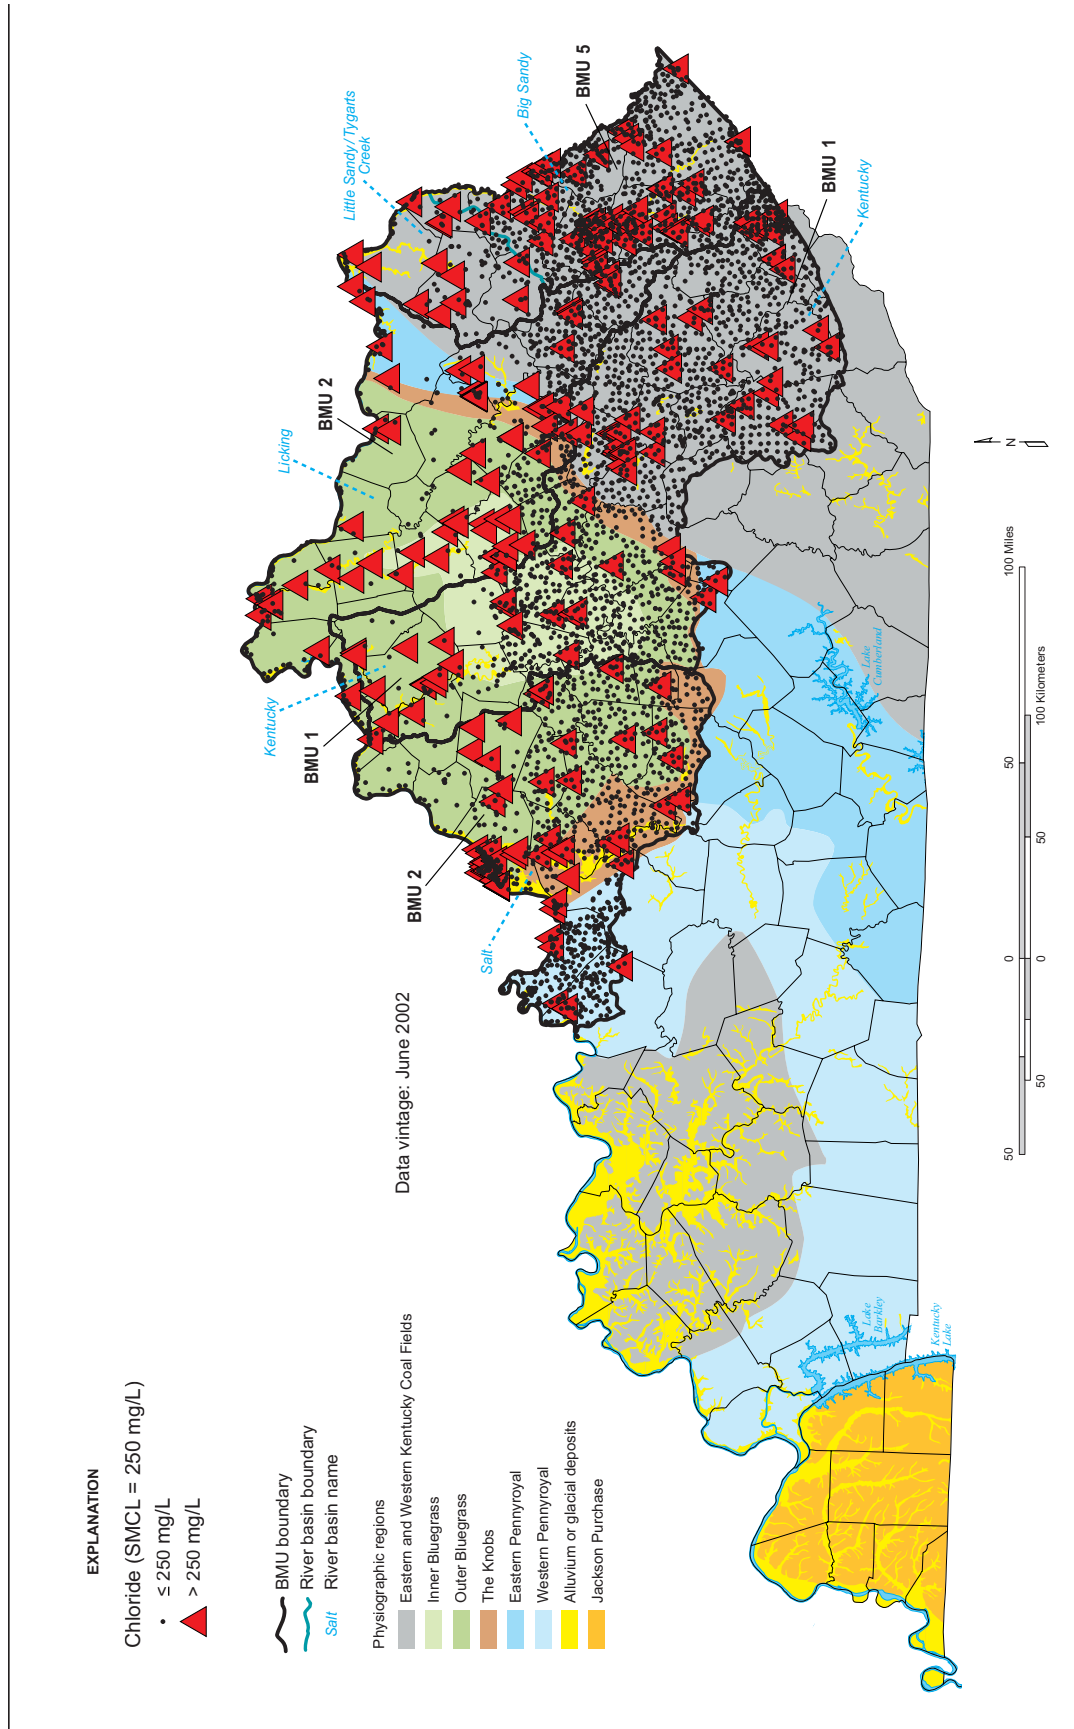 EXPLANATION
Chloride (SMCL = 250 mg/L)
≤ 250 mg/L
> 250 mg/L
BMU boundary
River basin boundary
Salt
River basin name
Physiographic regions
Eastern and Western Kentucky Coal Fields
Inner Bluegrass
Outer Bluegrass
The Knobs
Eastern Pennyroyal
Western Pennyroyal
Alluvium or glacial deposits
Jackson Purchase
Data vintage: June 2002
Salt
BMU 2
BMU 1
Kentucky
Licking
BMU 2
Little Sandy/Tygarts
Creek
Big Sandy
BMU 5
BMU 1
Kentucky
Lake
Cumberland
Lake
Barkley
Kentucky
Lake
N
50
0
50
100 Miles
50
0
50
100 Kilometers